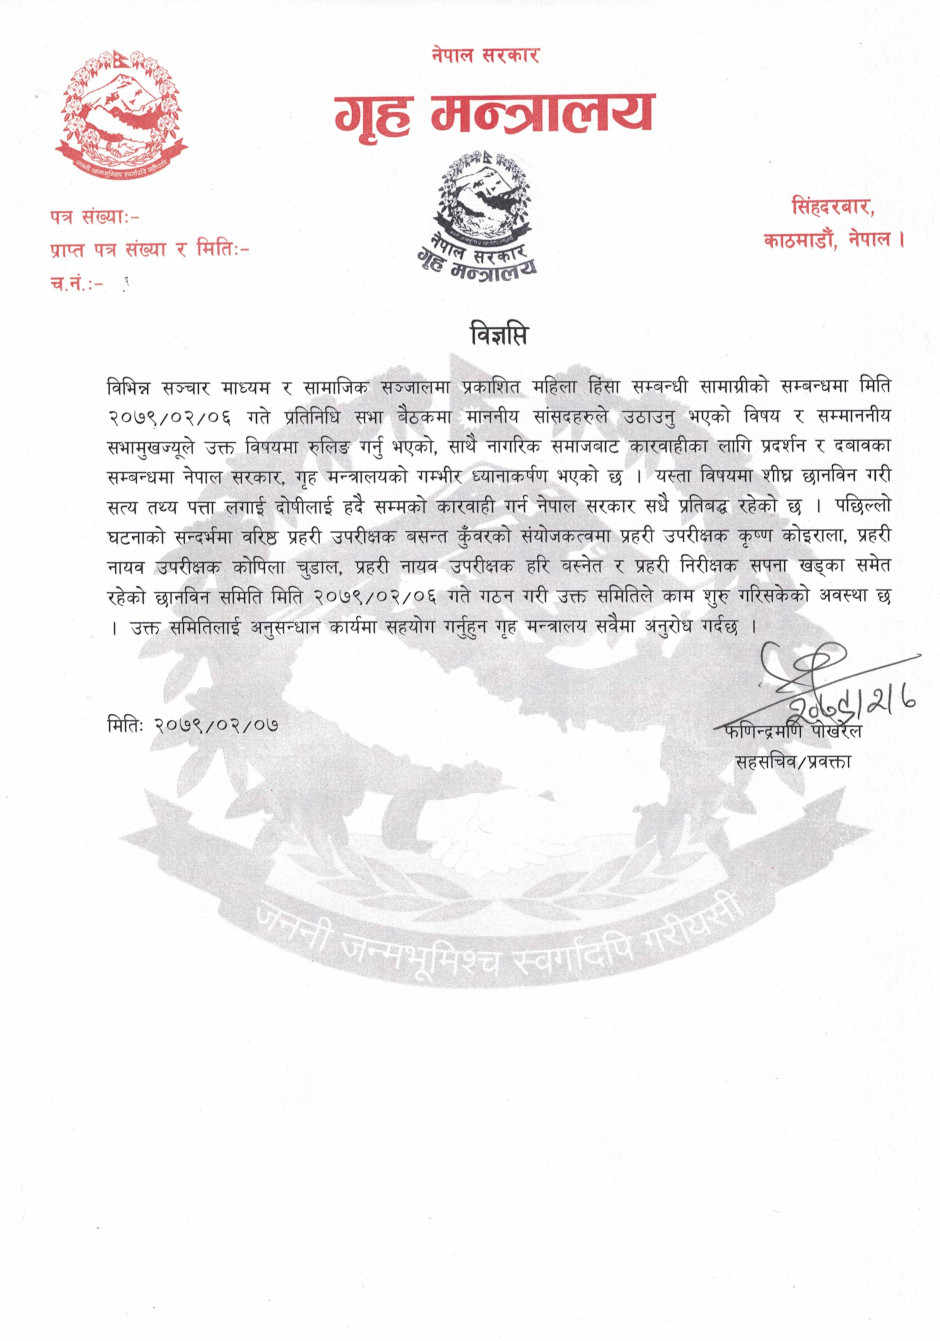 नेपाल सरकार
गृह मन्त्रालय
नेपाल सरकार
गृह मन्त्रालय
पत्र संख्याः-
प्राप्त पत्र संख्या र मितिः-
च.नं.ः-
सिंहदरबार,
काठमाडौं, नेपाल ।
विज्ञप्ति
विभिन्न सञ्चार माध्यम र सामाजिक सञ्जालमा प्रकाशित महिला हिंसा सम्बन्धी सामाग्रीको सम्बन्धमा मिति
२०७९/०२/०६ गते प्रतिनिधि सभा बैठकमा माननीय सांसदहरुले उठाउनु भएको विषय र सम्माननीय
सभामुखज्यूले उक्त विषयमा रुलिङ गर्नु भएको, साथै नागरिक समाजबाट कारवाहीका लागि प्रदर्शन र दबावका
सम्बन्धमा नेपाल सरकार, गृह मन्त्रालयको गम्भीर ध्यानाकर्षण भएको छ । यस्ता विषयमा शीघ्र छानविन गरी
सत्य तथ्य पत्ता लगाई दोषीलाई हदै सम्मको कारवाही गर्न नेपाल सरकार सधै प्रतिबद्ध रहेको छ । पछिल्लो
घटनाको सन्दर्भमा वरिष्ठ प्रहरी उपरीक्षक बसन्त कुँवरको संयोजकत्वमा प्रहरी उपरीक्षक कृष्ण कोइराला, प्रहरी
नायव उपरीक्षक कोपिला चुडाल, प्रहरी नायव उपरीक्षक हरि बस्नेत र प्रहरी निरीक्षक सपना खड्का समेत
रहेको छानविन समिति मिति २०७९/०२/०६ गते गठन गरी उक्त समितिले काम शुरु गरिसकेको अवस्था छ
। उक्त समितिलाई अनुसन्धान कार्यमा सहयोग गर्नुहुन गृह मन्त्रालय सवैमा अनुरोध गर्दछ ।
२०७९/२/७
मितिः २०७९/०२/०७
फणिन्द्रमणि पोखरेल
सहसचिव/प्रवक्ता
जननी जन्मभूमिश्च स्वर्गादपि गरीयसी